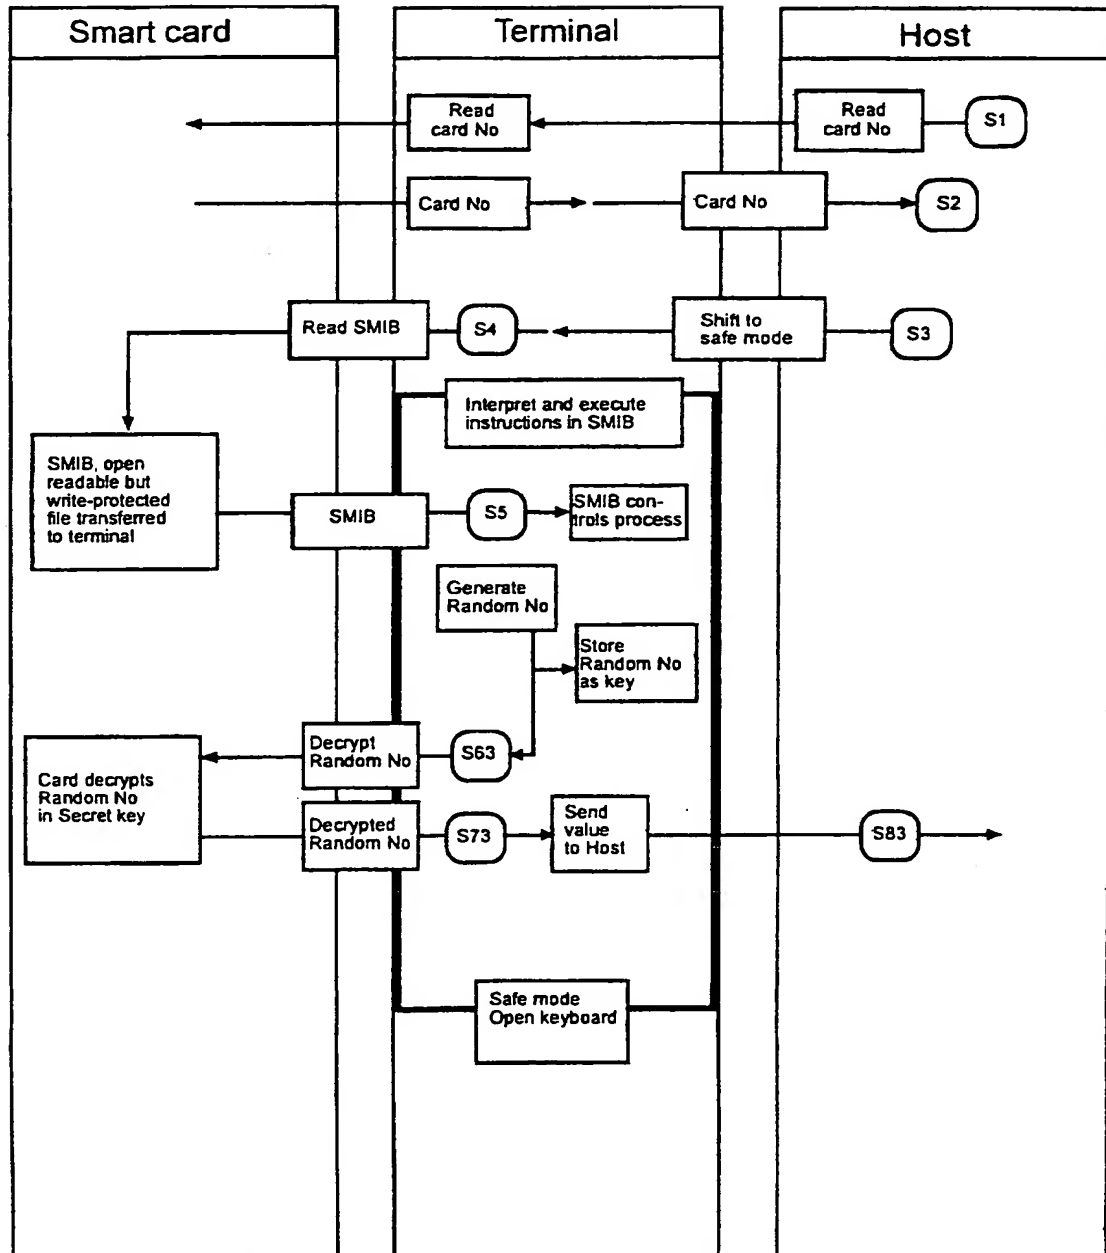 Smart card
Terminal
Host
Read
card No
Read
card No
S1
Card No
Card No
S2
Read SMIB
S4
Shift to
safe mode
S3
Interpret and execute
instructions in SMIB
SMIB, open
readable but
write-protected
file transferred
to terminal
SMIB
S5
SMIB con-
trols process
Generate
Random No
Store
Random No
as key
Decrypt
Random No
S63
Card decrypts
Random No
in Secret key
Decrypted
Random No
S73
Send
value
to Host
S83
Safe mode
Open keyboard